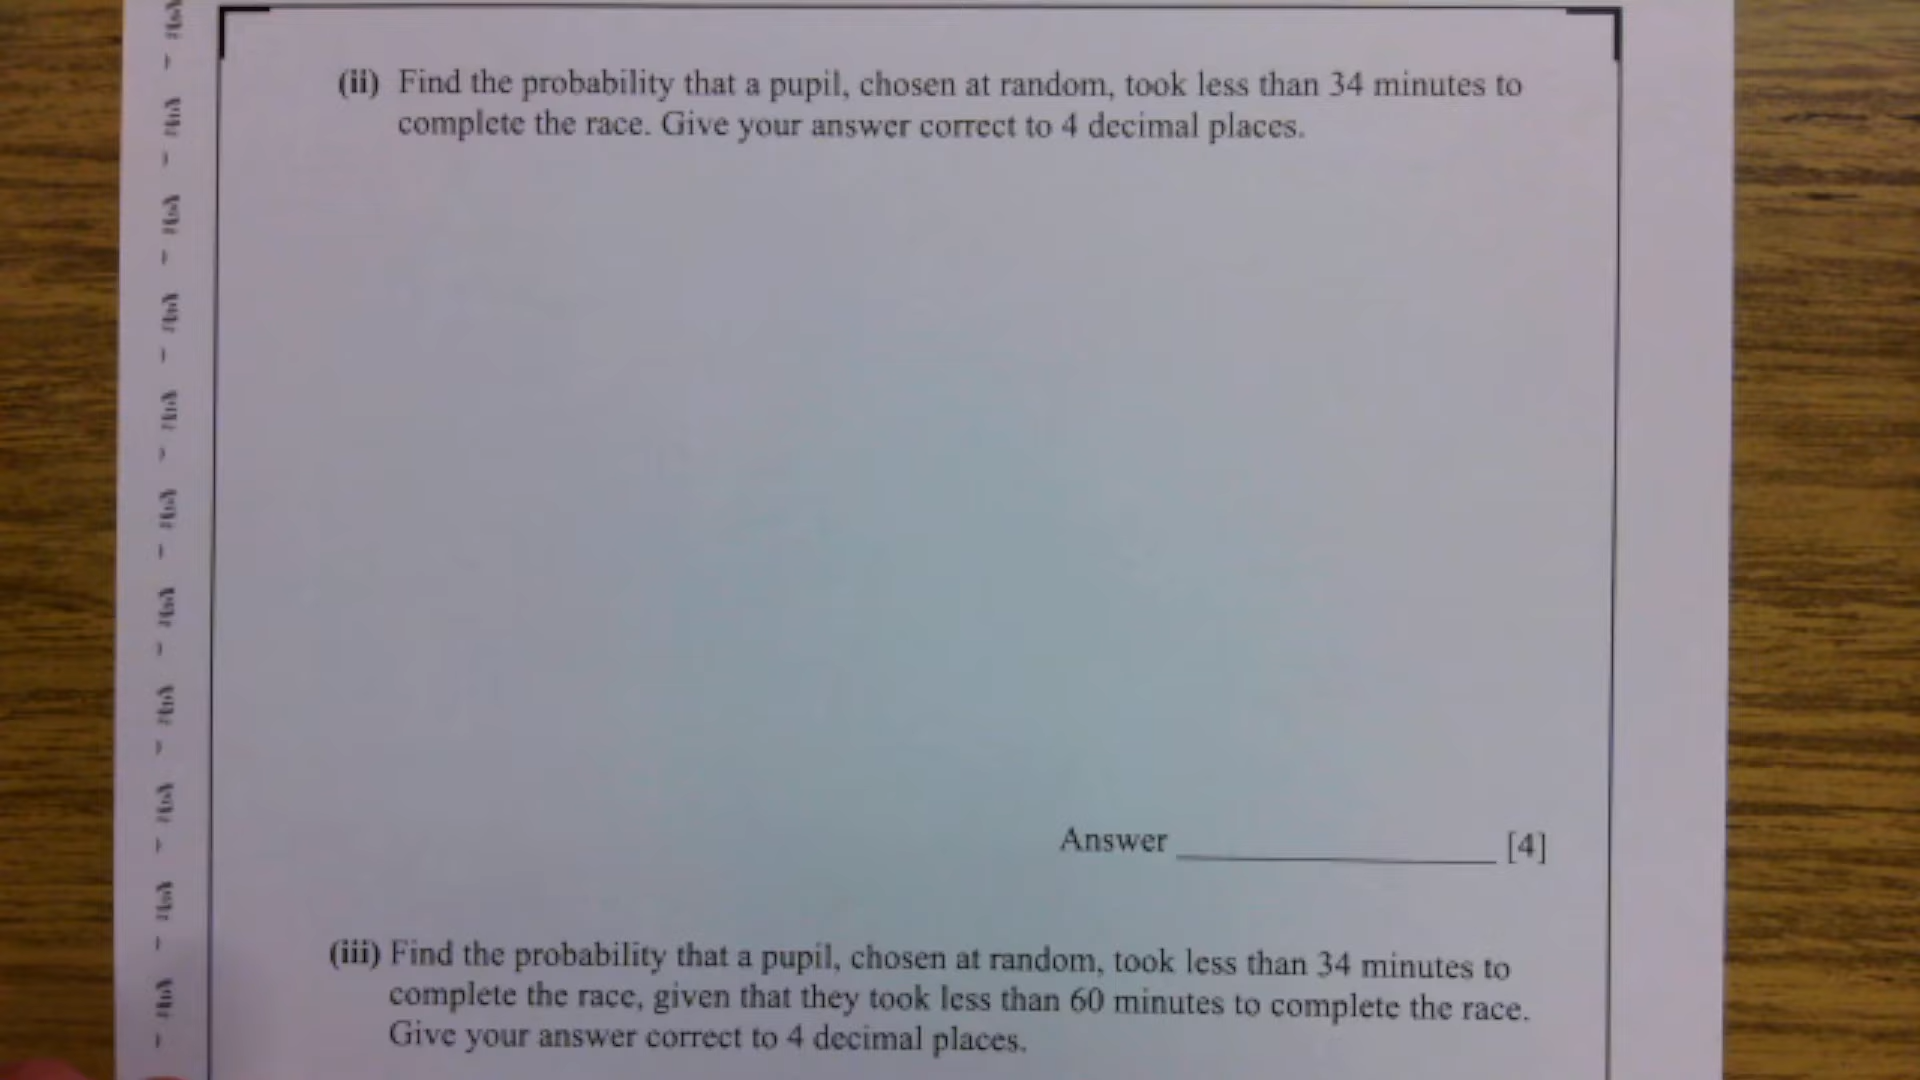 (ii) Find the probability that a pupil, chosen at random, took less than 34 minutes to
complete the race. Give your answer correct to 4 decimal places.
Answer [4]
(iii) Find the probability that a pupil, chosen at random, took less than 34 minutes to
complete the race, given that they took less than 60 minutes to complete the race.
Give your answer correct to 4 decimal places.